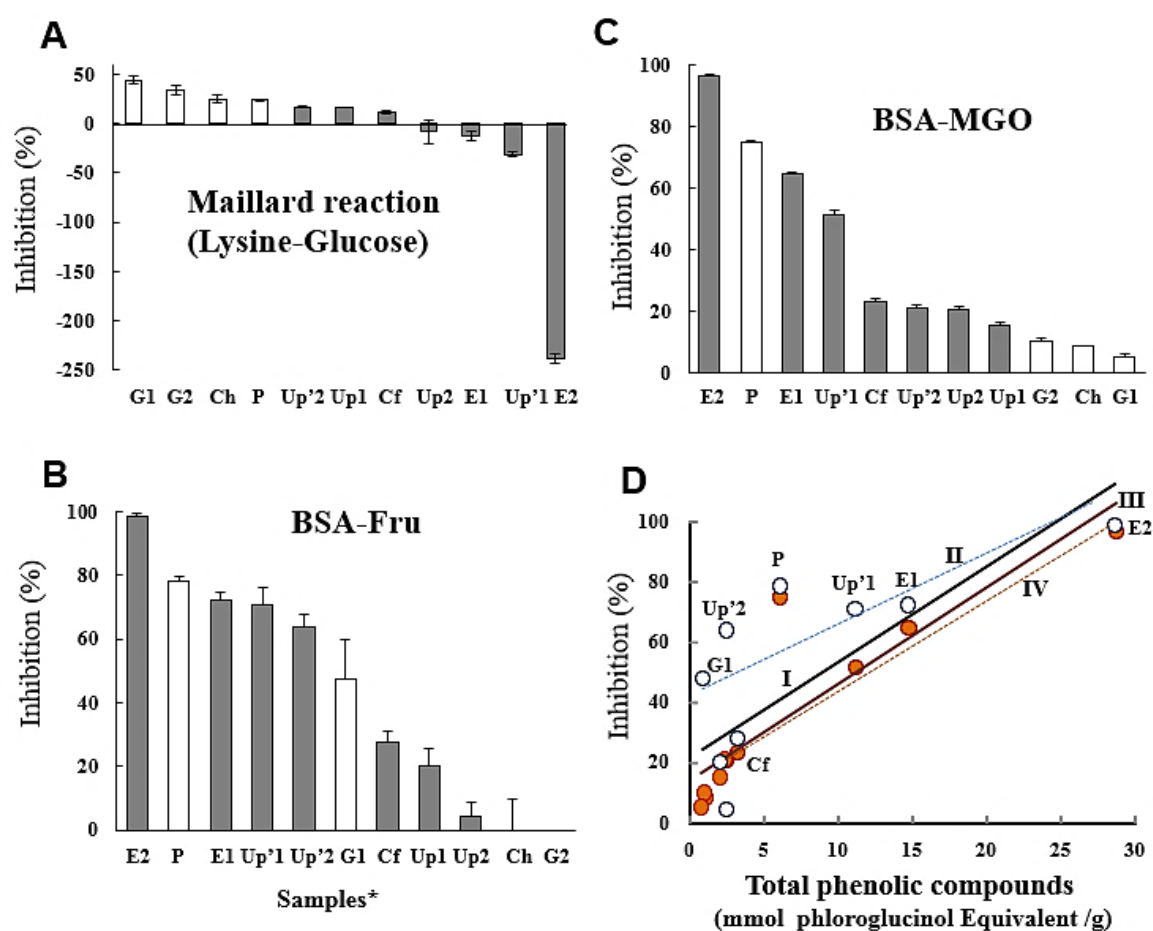 A
50
0
-50
-100
-150
-200
-250
Inhibition (%)
Maillard reaction
(Lysine-Glucose)
G1 G2 Ch P Up'2 Up1 Cf Up2 E1 Up'1 E2
C
100
80
60
40
20
0
Inhibition (%)
BSA-MGO
E2 P E1 Up'1 Cf Up'2 Up2 Up1 G2 Ch G1
B
100
80
60
40
20
0
Inhibition (%)
BSA-Fru
E2 P E1 Up'1 Up'2 G1 Cf Up1 Up2 Ch G2
Samples*
D
100
80
60
40
20
0
Inhibition (%)
P
Up'2
G1
Up'1
E1
II
I
III
E2
IV
Cf
0 5 10 15 20 25 30
Total phenolic compounds
(mmol phloroglucinol Equivalent /g)